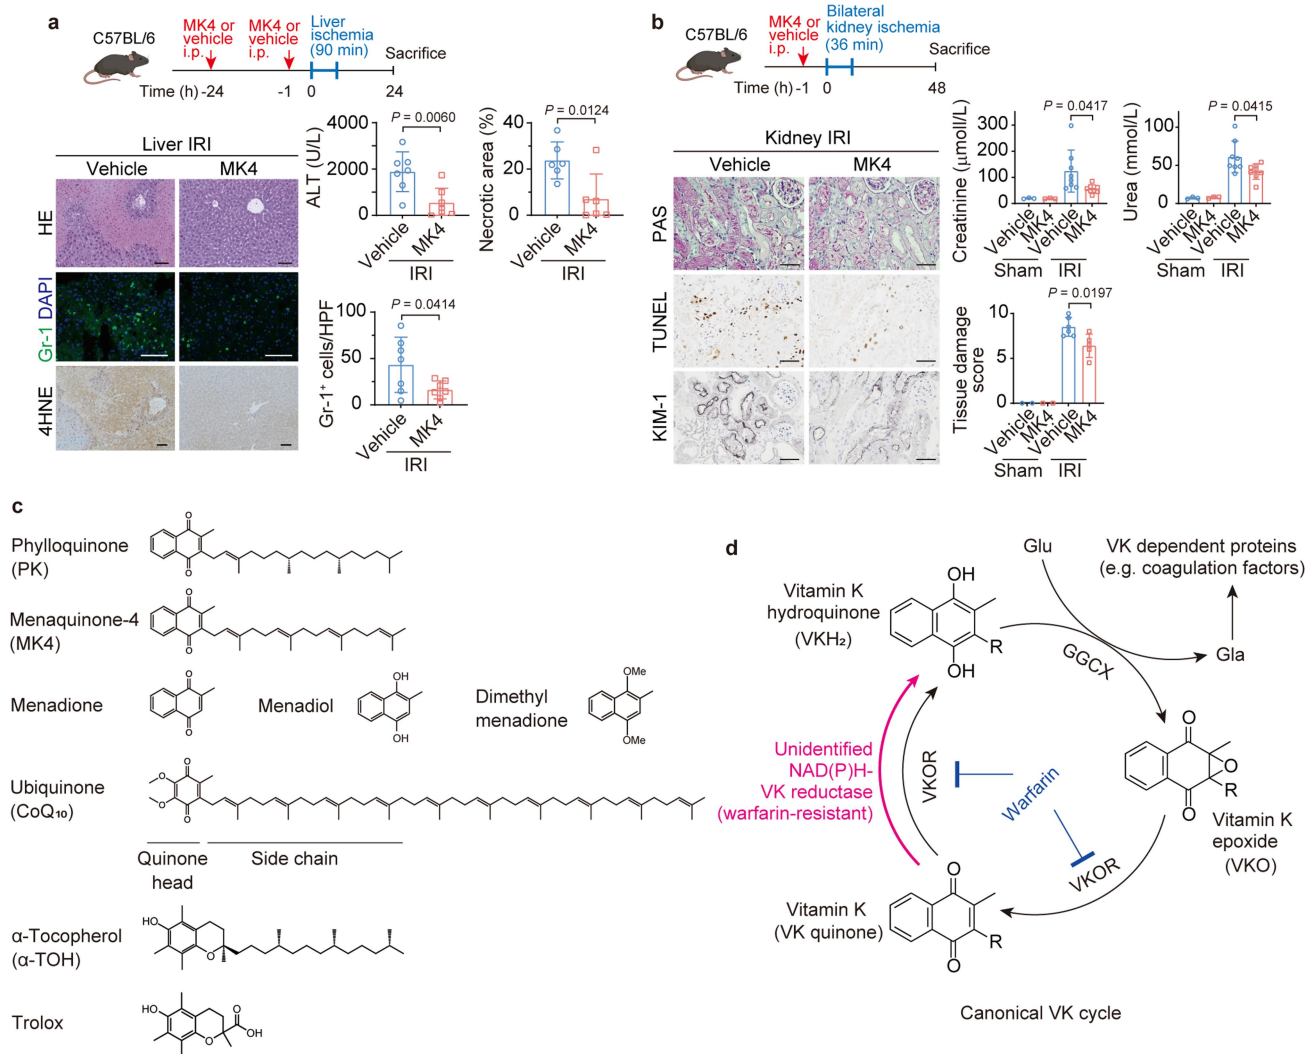 a
C57BL/6
MK4 or
vehicle
i.p.
MK4 or
vehicle
i.p.
Liver
ischemia
(90 min)
Sacrifice
Time (h) -24
-1
0
24
Liver IRI
Vehicle
MK4
HE
Gr-1 DAPI
4HNE
P = 0.0060
ALT (U/L)
4000
2000
0
Vehicle
MK4
IRI
P = 0.0124
Necrotic area (%)
40
20
0
Vehicle
MK4
IRI
P = 0.0414
Gr-1⁺ cells/HPF
100
50
0
Vehicle
MK4
IRI
b
C57BL/6
MK4 or
vehicle
i.p.
Bilateral
kidney ischemia
(36 min)
Sacrifice
Time (h) -1
0
48
Kidney IRI
Vehicle
MK4
PAS
TUNEL
KIM-1
P = 0.0417
Creatinine (μmoll/L)
300
200
100
0
Vehicle
MK4
Vehicle
MK4
Sham
IRI
P = 0.0415
Urea (mmol/L)
100
50
0
Vehicle
MK4
Vehicle
MK4
Sham
IRI
P = 0.0197
Tissue damage
score
10
5
0
Vehicle
MK4
Vehicle
MK4
Sham
IRI
c
Phylloquinone
(PK)
O
O
Menaquinone-4
(MK4)
O
O
Menadione
O
O
Menadiol
OH
OH
Dimethyl
menadione
OMe
OMe
Ubiquinone
(CoQ₁₀)
O
O
O
O
Quinone
head
Side chain
α-Tocopherol
(α-TOH)
HO
O
Trolox
HO
O
O
OH
d
Glu
VK dependent proteins
(e.g. coagulation factors)
Vitamin K
hydroquinone
(VKH₂)
OH
OH
R
GGCX
Gla
Unidentified
NAD(P)H-
VK reductase
(warfarin-resistant)
VKOR
Warfarin
VKOR
O
O
O
R
Vitamin K
epoxide
(VKO)
Vitamin K
(VK quinone)
O
O
R
Canonical VK cycle